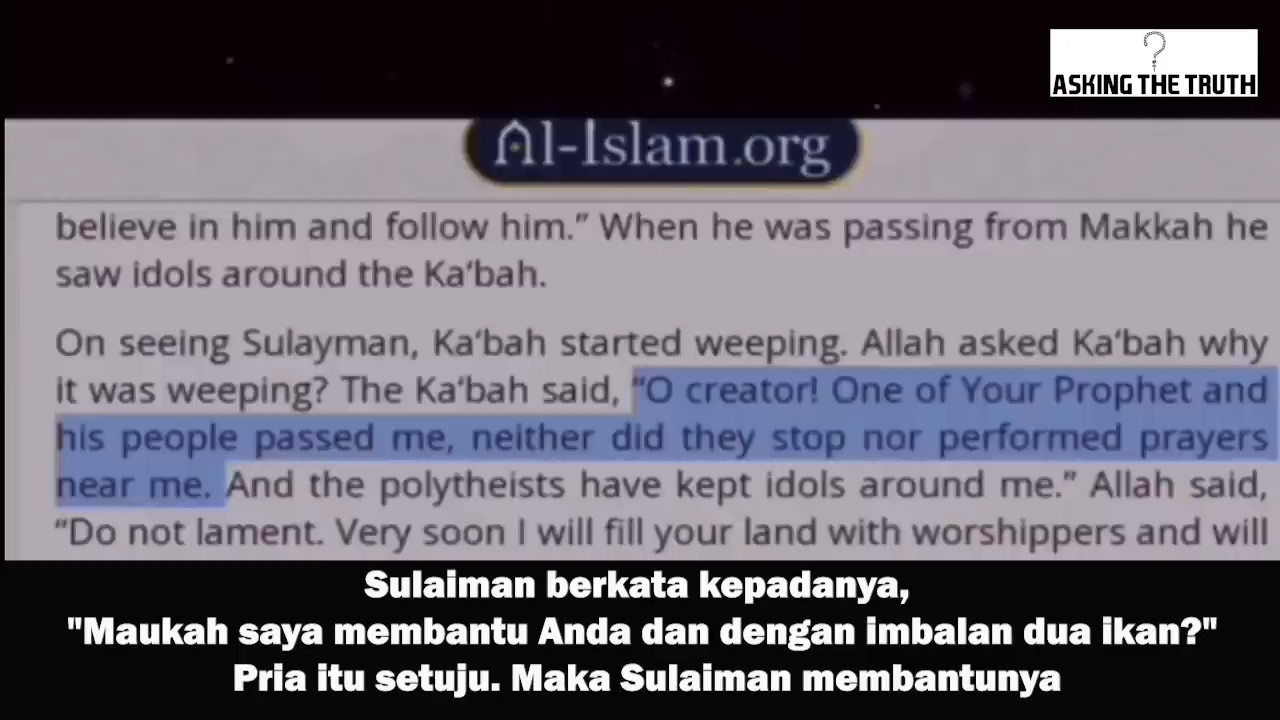 ASKING THE TRUTH
Al-Islam.org
believe in him and follow him.” When he was passing from Makkah he
saw idols around the Ka‘bah.
On seeing Sulayman, Ka‘bah started weeping. Allah asked Ka‘bah why
it was weeping? The Ka‘bah said, “O creator! One of Your Prophet and
his people passed me, neither did they stop nor performed prayers
near me. And the polytheists have kept idols around me.” Allah said,
“Do not lament. Very soon I will fill your land with worshippers and will
Sulaiman berkata kepadanya,
"Maukah saya membantu Anda dan dengan imbalan dua ikan?"
Pria itu setuju. Maka Sulaiman membantunya